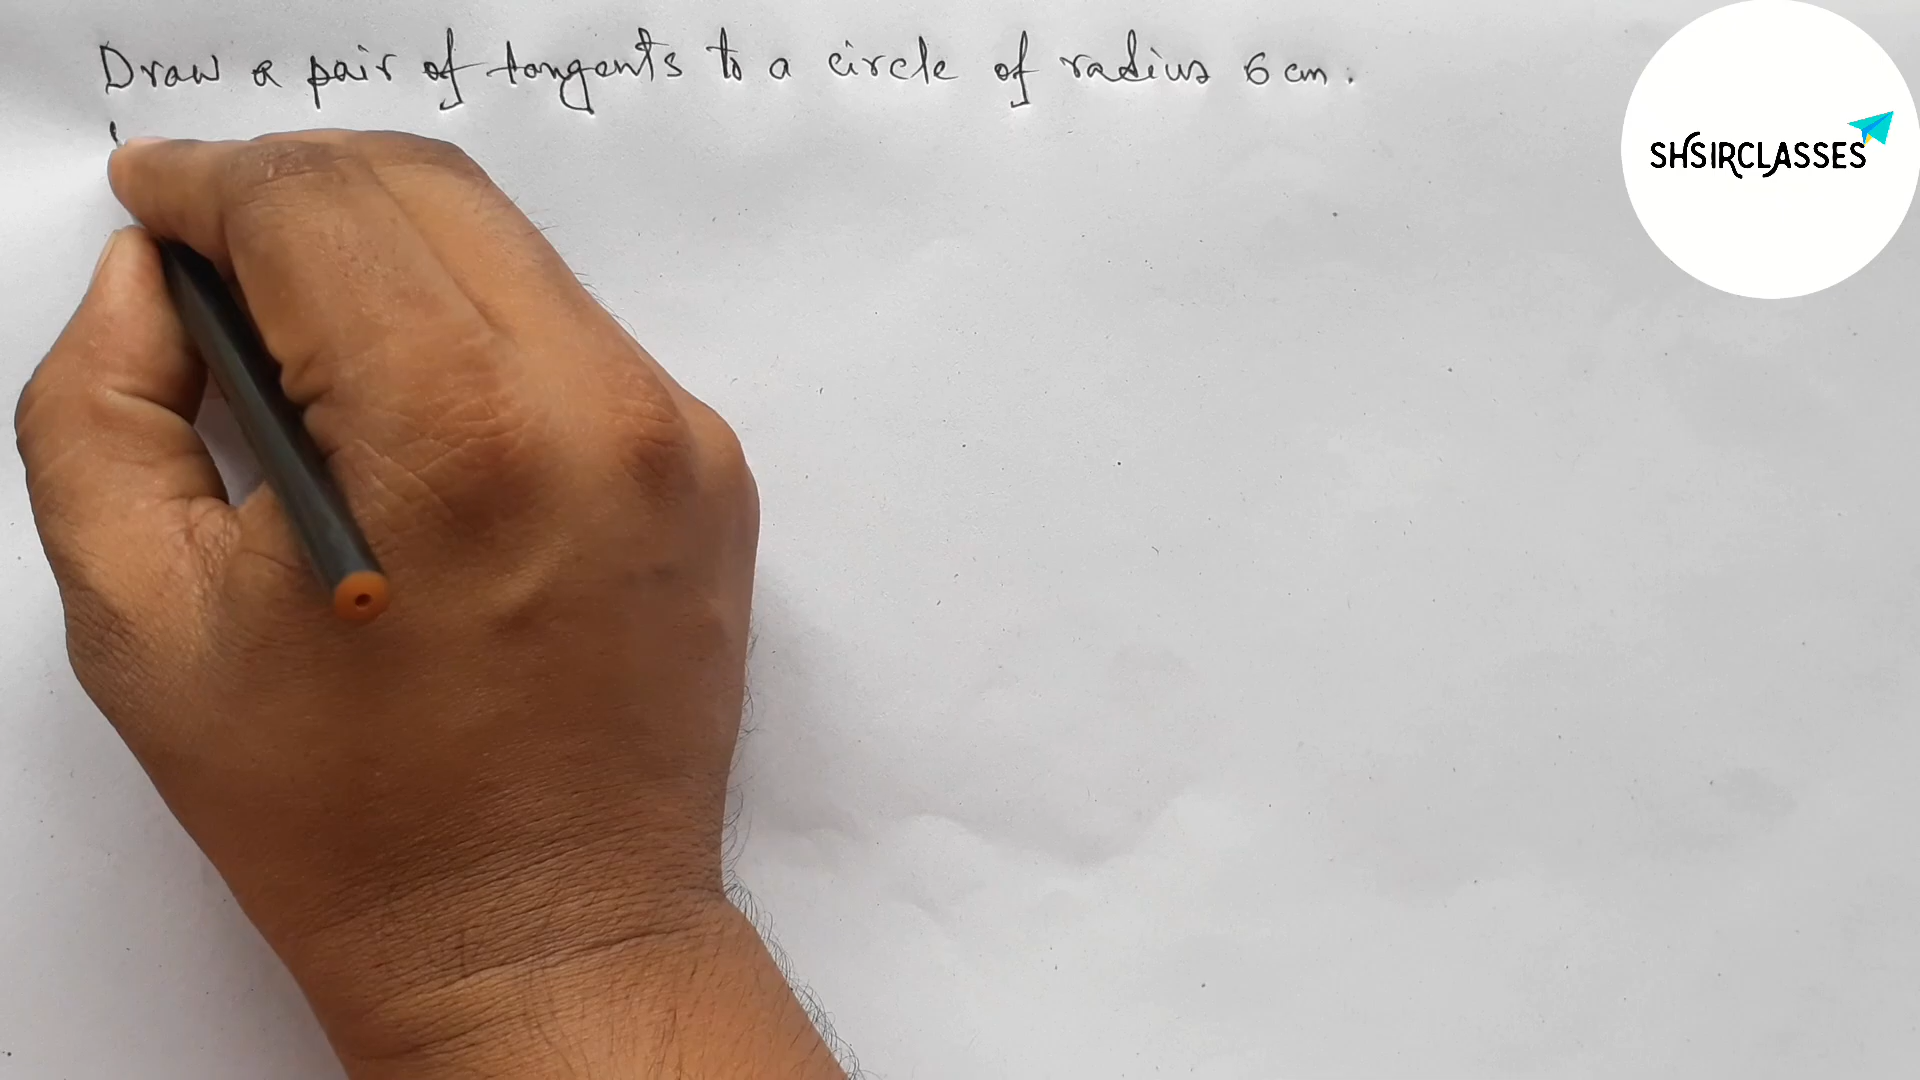 Draw a pair of tangents to a circle of radius 6 cm.
SHSIRCLASSES